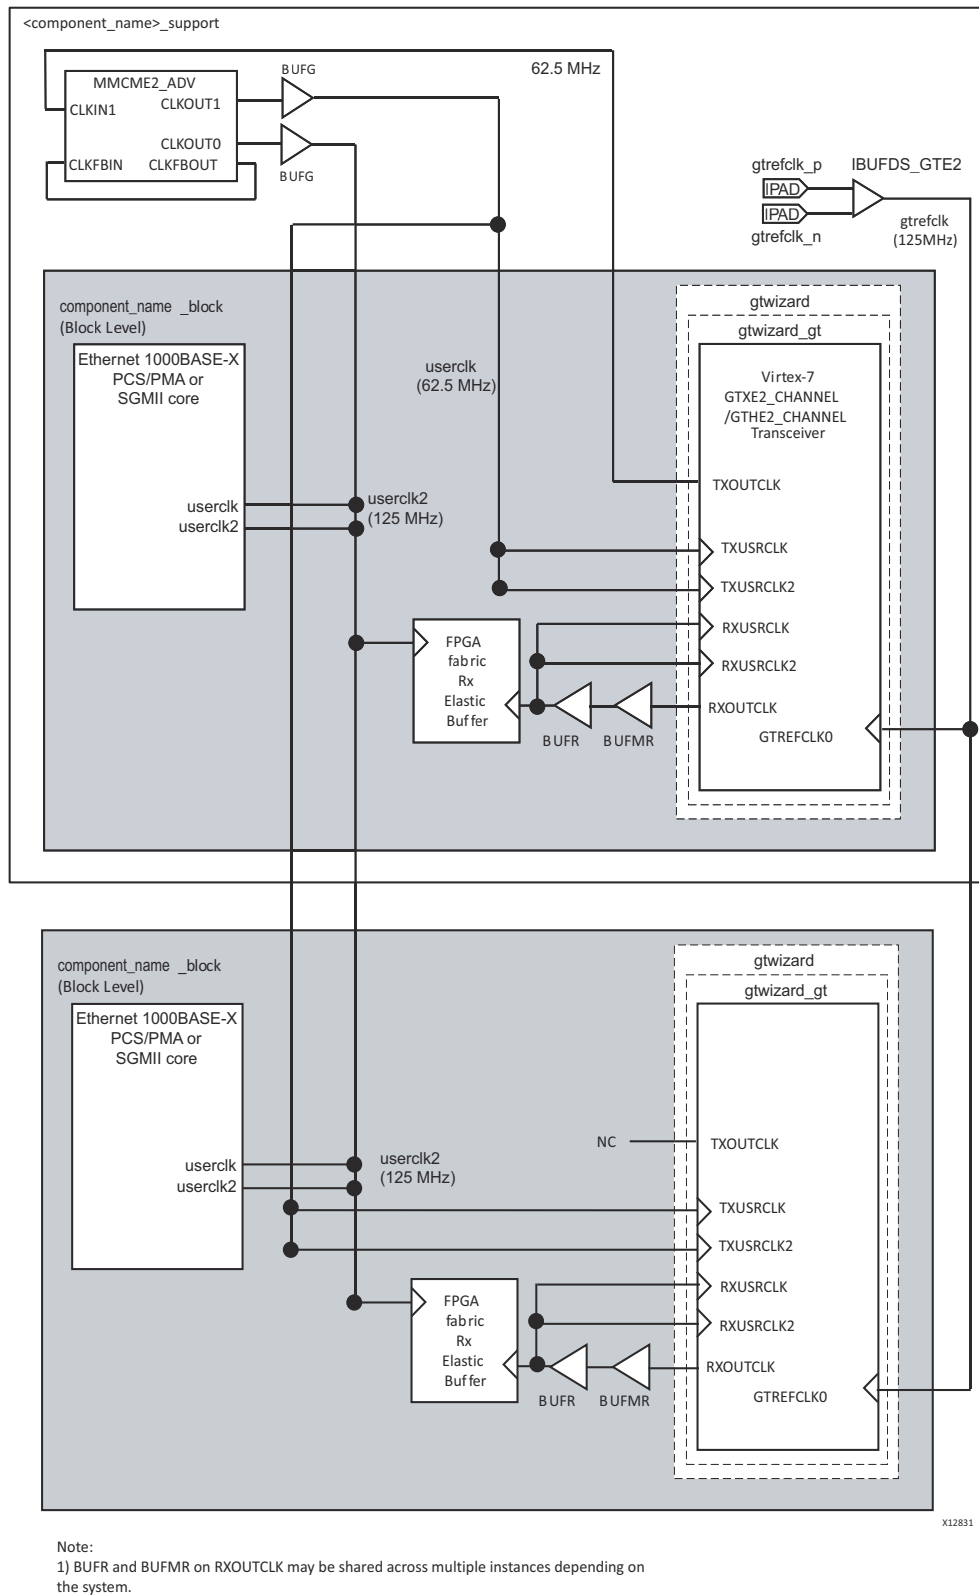 <component_name>_support
BUFG
62.5 MHz
MMCME2_ADV
CLKIN1
CLKOUT1
CLKOUT0
CLKFBIN
CLKFBOUT
BUFG
gtrefclk_p
IBUFDS_GTE2
IPAD
IPAD
gtrefclk_n
gtrefclk
(125MHz)
component_name _block
(Block Level)
gtwizard
gtwizard_gt
Ethernet 1000BASE-X
PCS/PMA or
SGMII core
userclk
(62.5 MHz)
Virtex-7
GTXE2_CHANNEL
/GTHE2_CHANNEL
Transceiver
TXOUTCLK
userclk
userclk2
userclk2
(125 MHz)
TXUSRCLK
TXUSRCLK2
RXUSRCLK
RXUSRCLK2
RXOUTCLK
GTREFCLK0
FPGA
fabric
Rx
Elastic
Buffer
BUFR
BUFMR
component_name _block
(Block Level)
gtwizard
gtwizard_gt
Ethernet 1000BASE-X
PCS/PMA or
SGMII core
NC
TXOUTCLK
userclk
userclk2
userclk2
(125 MHz)
TXUSRCLK
TXUSRCLK2
RXUSRCLK
RXUSRCLK2
RXOUTCLK
GTREFCLK0
FPGA
fabric
Rx
Elastic
Buffer
BUFR
BUFMR
X12831
Note:
1) BUFR and BUFMR on RXOUTCLK may be shared across multiple instances depending on
the system.